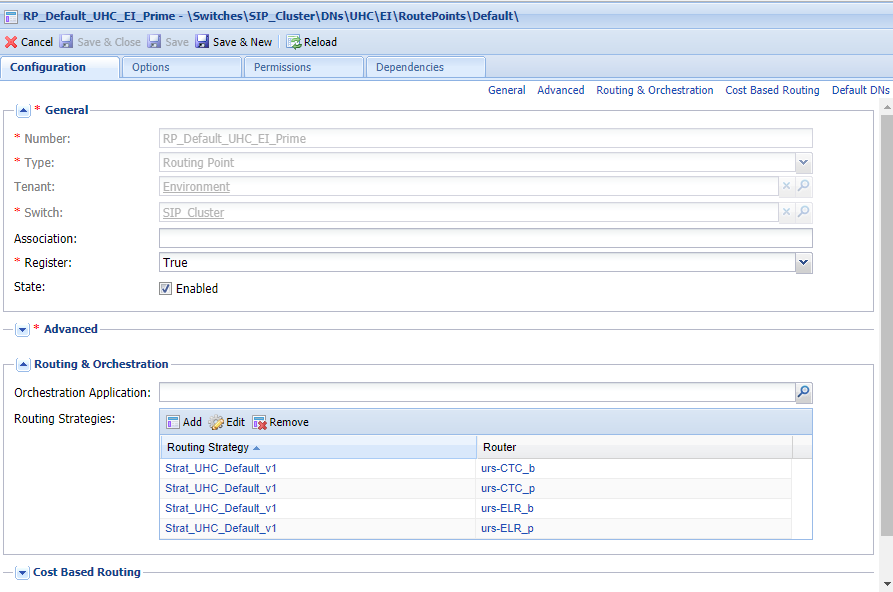 RP_Default_UHC_EI_Prime - \Switches\SIP_Cluster\DNs\UHC\EI\RoutePoints\Default\
Cancel Save & Close Save Save & New Reload
Configuration Options Permissions Dependencies
General Advanced Routing & Orchestration Cost Based Routing Default DNs
* General
* Number: RP_Default_UHC_EI_Prime
* Type: Routing Point
Tenant: Environment
* Switch: SIP_Cluster
Association:
* Register: True
State: Enabled
* Advanced
Routing & Orchestration
Orchestration Application:
Routing Strategies: Add Edit Remove
Routing Strategy Router
Strat_UHC_Default_v1 urs-CTC_b
Strat_UHC_Default_v1 urs-CTC_p
Strat_UHC_Default_v1 urs-ELR_b
Strat_UHC_Default_v1 urs-ELR_p
Cost Based Routing